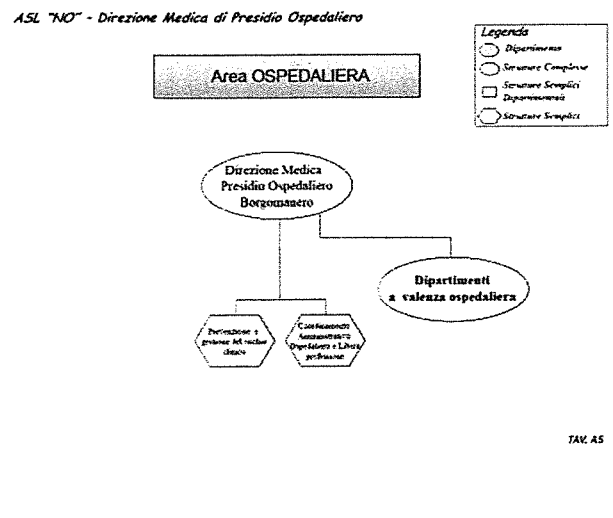 ASL "NO" - Direzione Medica di Presidio Ospedaliero
Legenda
Dipartimento
Strutture Complesse
Strutture Semplici
Dipartimentali
Strutture Semplici
Area OSPEDALIERA
Direzione Medica
Presidio Ospedaliero
Borgomanero
Dipartimenti
a valenza ospedaliera
Prevenzione e
gestione del rischio
clinico
Coordinamento
Amministrativo
Ospedaliero e Libera
professione
TAV. A5